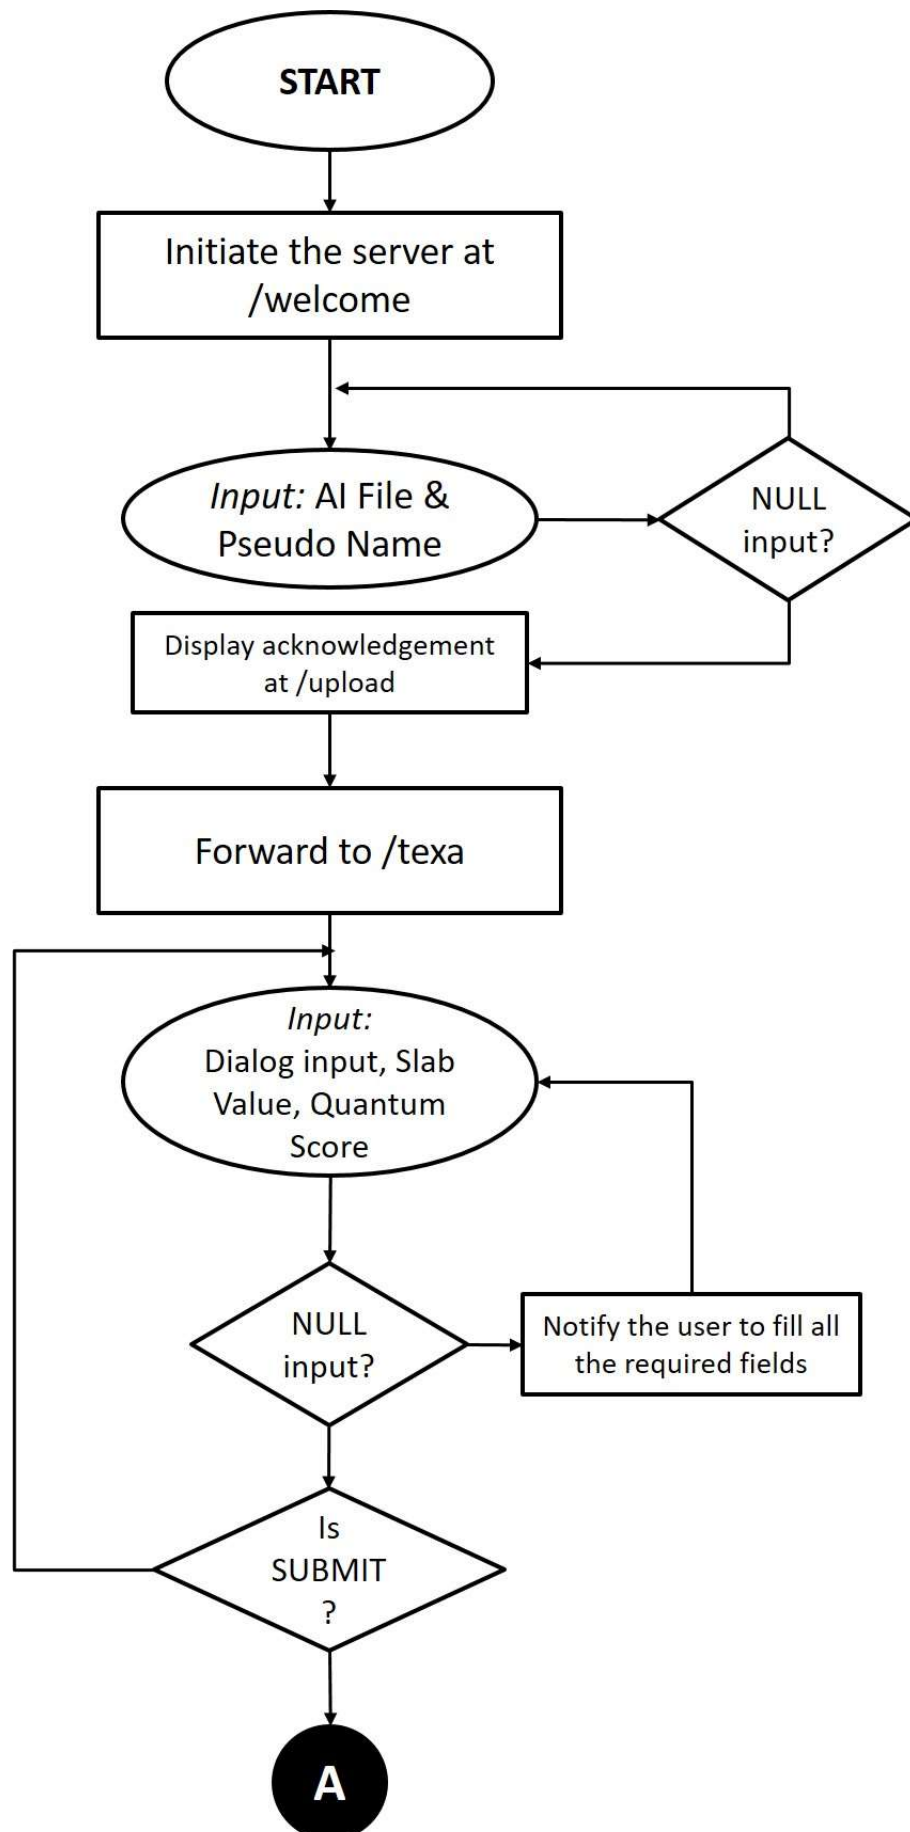 START
Initiate the server at
/welcome
Input: AI File &
Pseudo Name
NULL
input?
Display acknowledgement
at /upload
Forward to /texa
Input:
Dialog input, Slab
Value, Quantum
Score
NULL
input?
Notify the user to fill all
the required fields
Is
SUBMIT
?
A